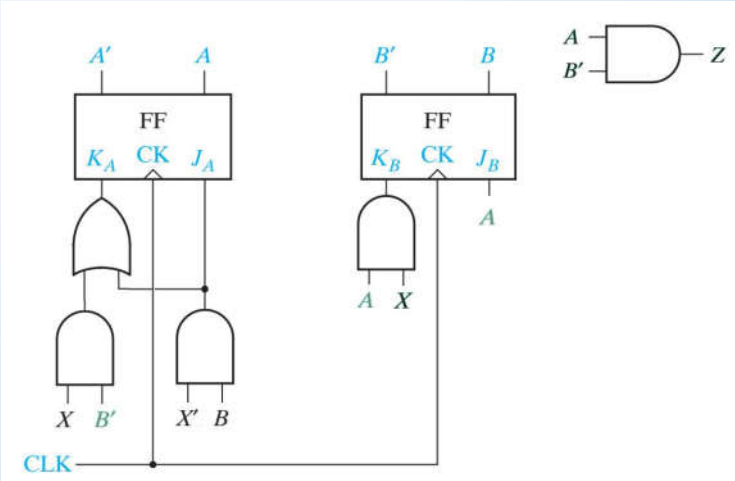 A' A B' B A Z
B'
FF FF
K_A CK J_A K_B CK J_B
A
A X
X B' X' B
CLK